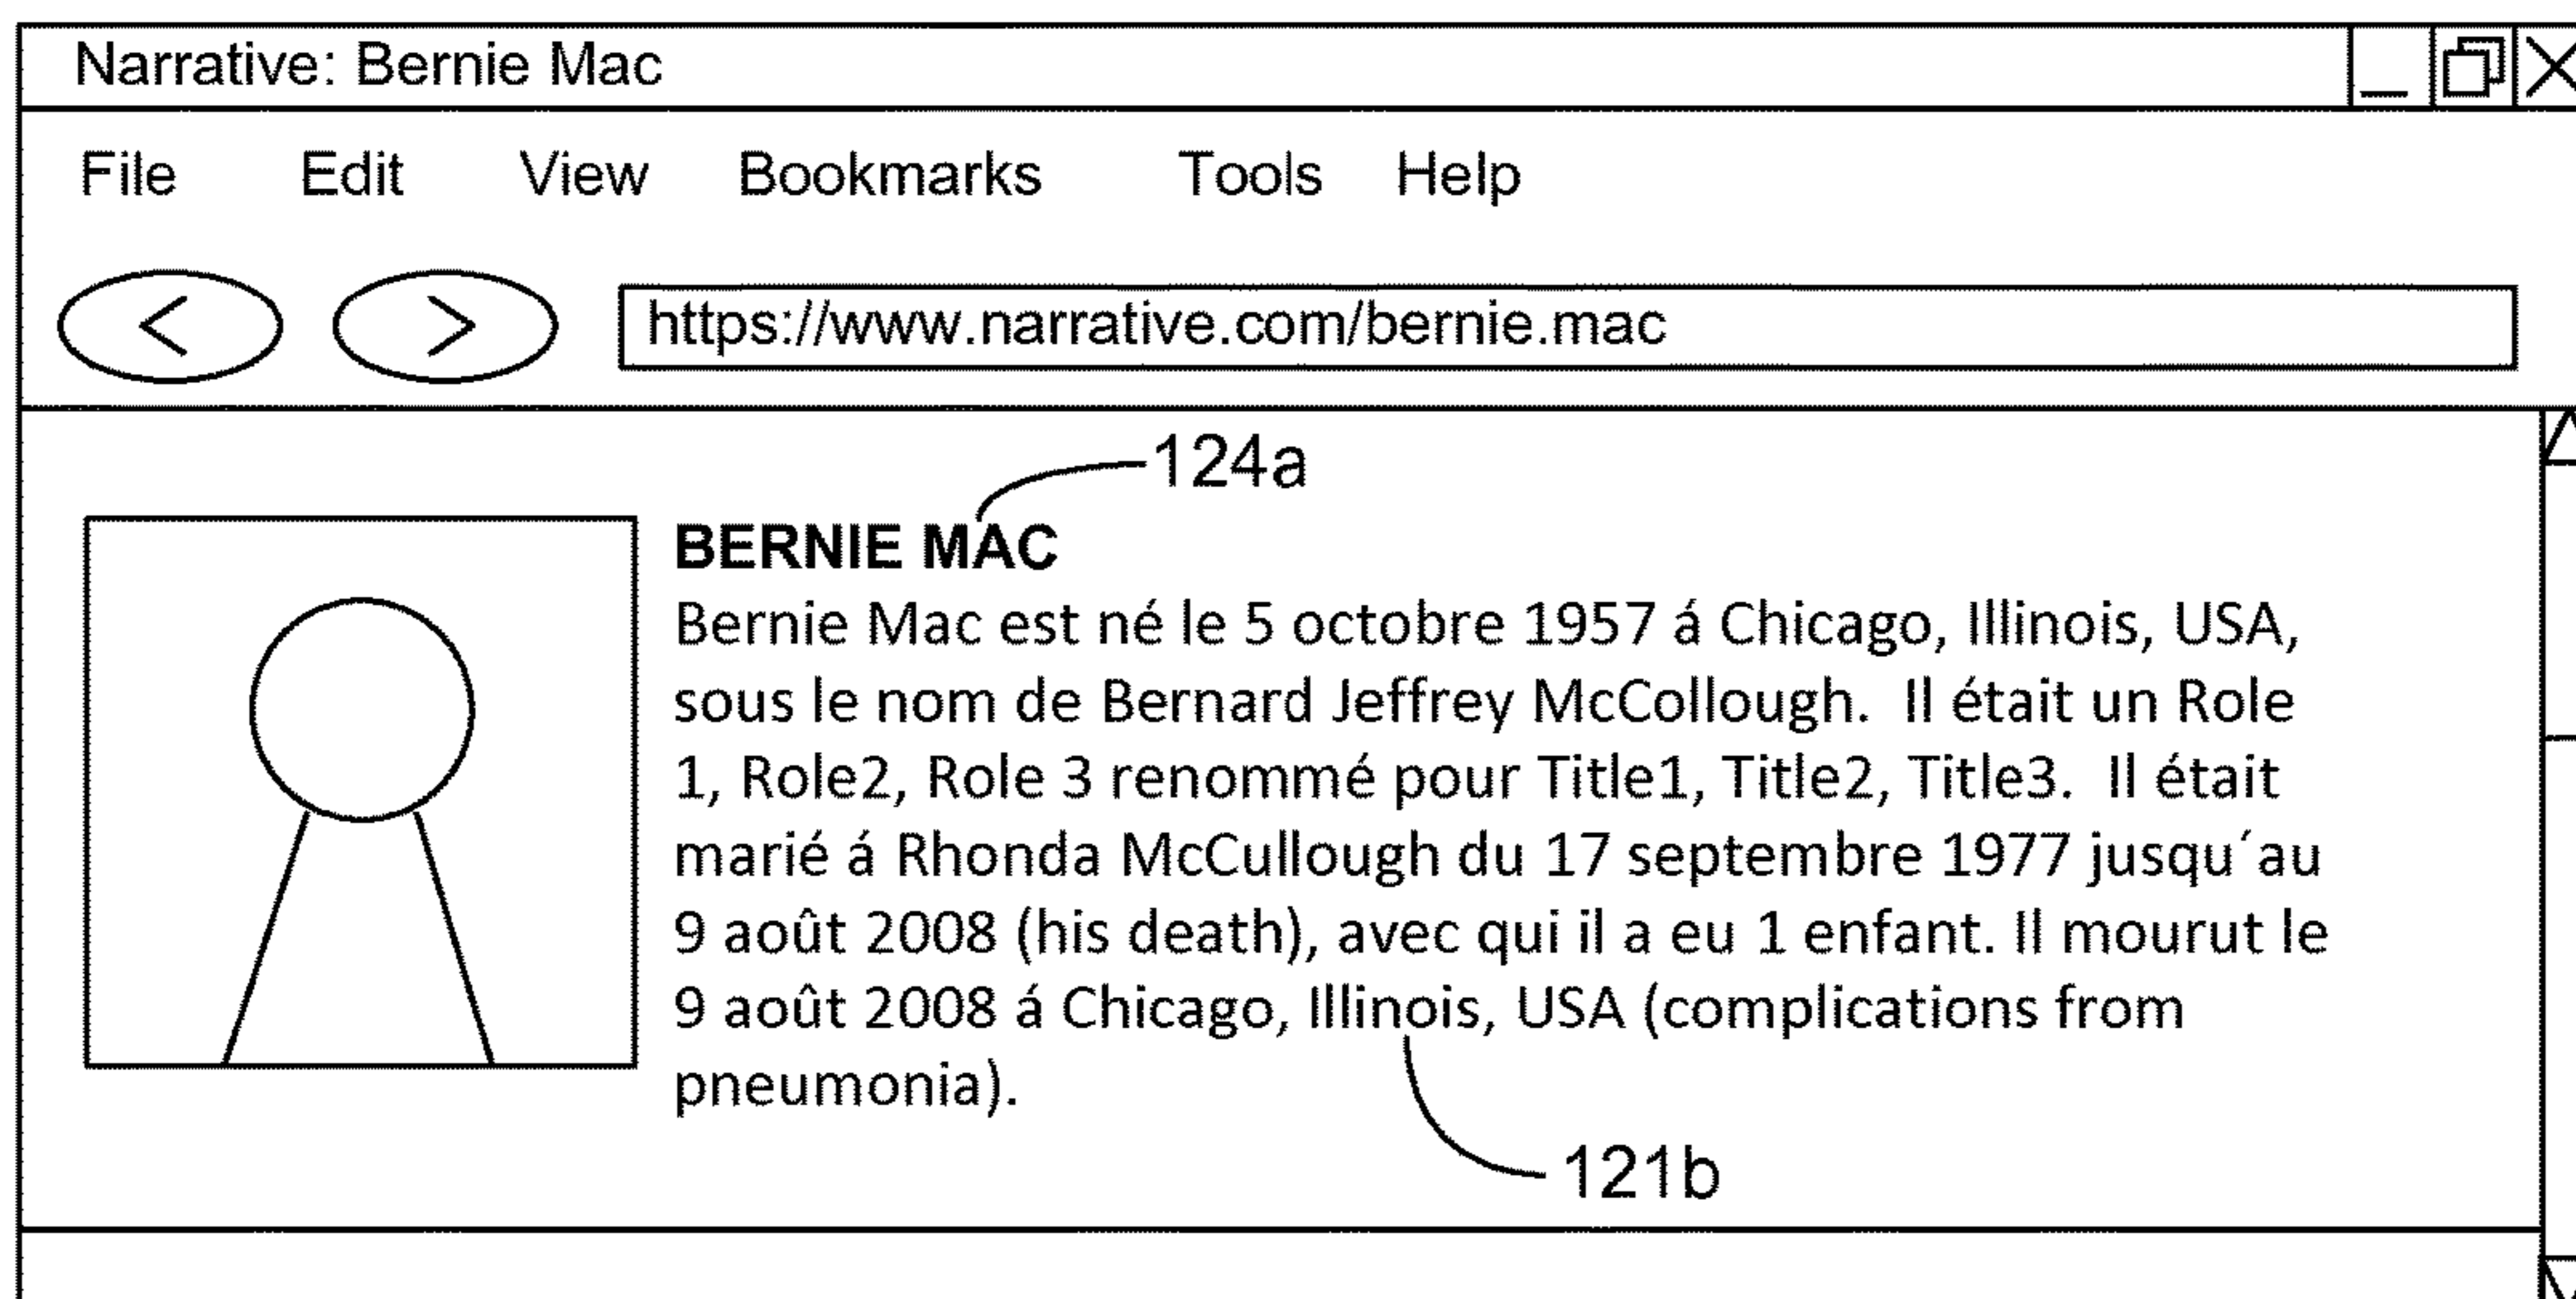 Narrative: Bernie Mac
File Edit View Bookmarks Tools Help
https://www.narrative.com/bernie.mac
124a
BERNIE MAC
Bernie Mac est né le 5 octobre 1957 á Chicago, Illinois, USA,
sous le nom de Bernard Jeffrey McCollough. Il était un Role
1, Role2, Role 3 renommé pour Title1, Title2, Title3. Il était
marié á Rhonda McCullough du 17 septembre 1977 jusqu´au
9 août 2008 (his death), avec qui il a eu 1 enfant. Il mourut le
9 août 2008 á Chicago, Illinois, USA (complications from
pneumonia).
121b